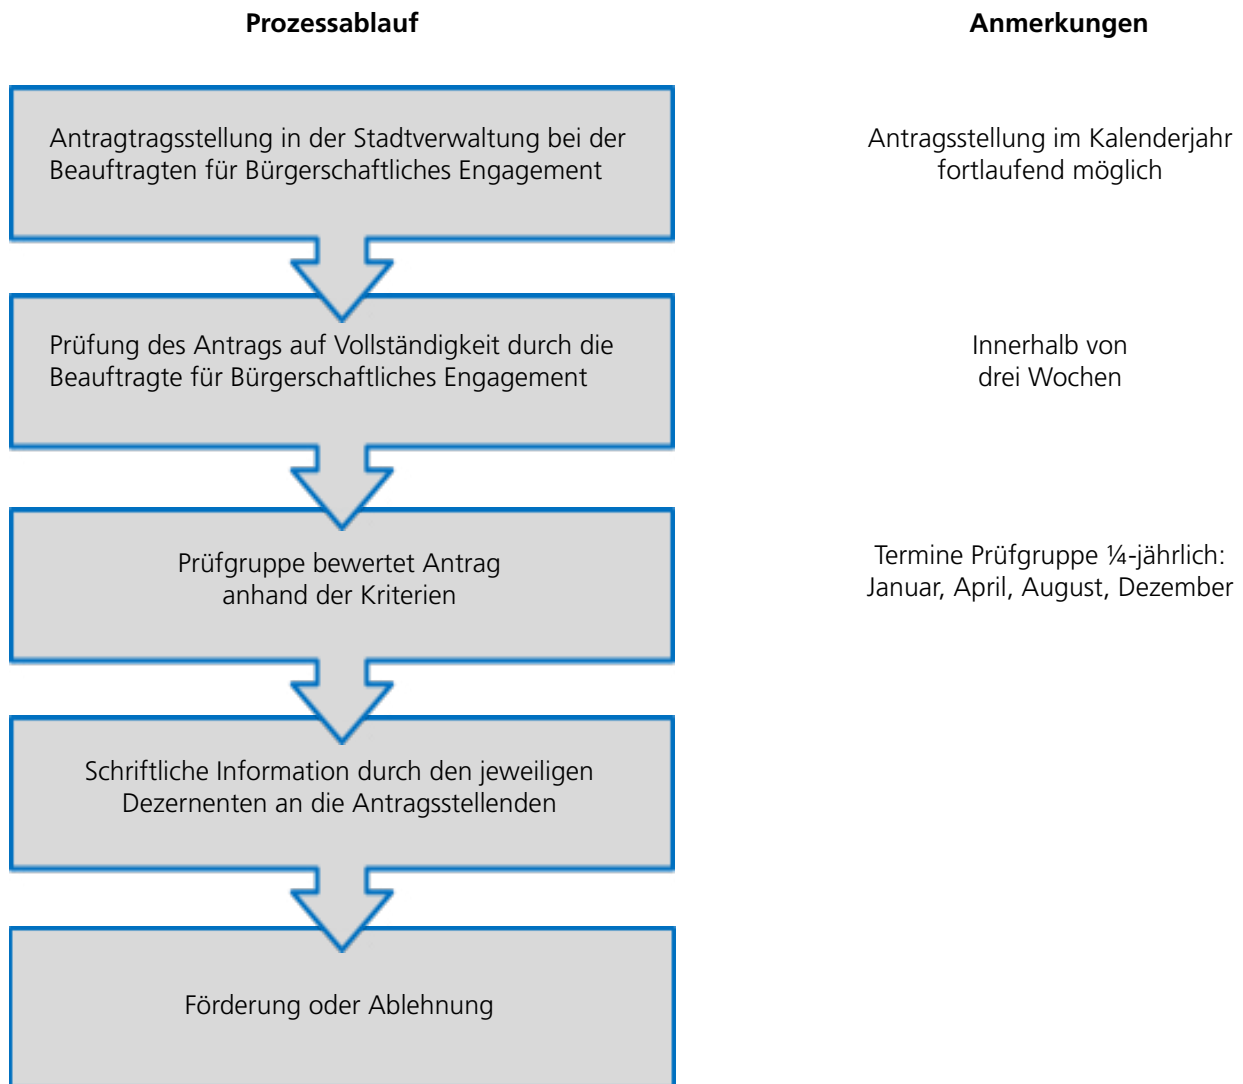 Prozessablauf
Anmerkungen
Antragtragsstellung in der Stadtverwaltung bei der
Beauftragten für Bürgerschaftliches Engagement
Antragsstellung im Kalenderjahr
fortlaufend möglich
Prüfung des Antrags auf Vollständigkeit durch die
Beauftragte für Bürgerschaftliches Engagement
Innerhalb von
drei Wochen
Prüfgruppe bewertet Antrag
anhand der Kriterien
Termine Prüfgruppe ¼-jährlich:
Januar, April, August, Dezember
Schriftliche Information durch den jeweiligen
Dezernenten an die Antragsstellenden
Förderung oder Ablehnung